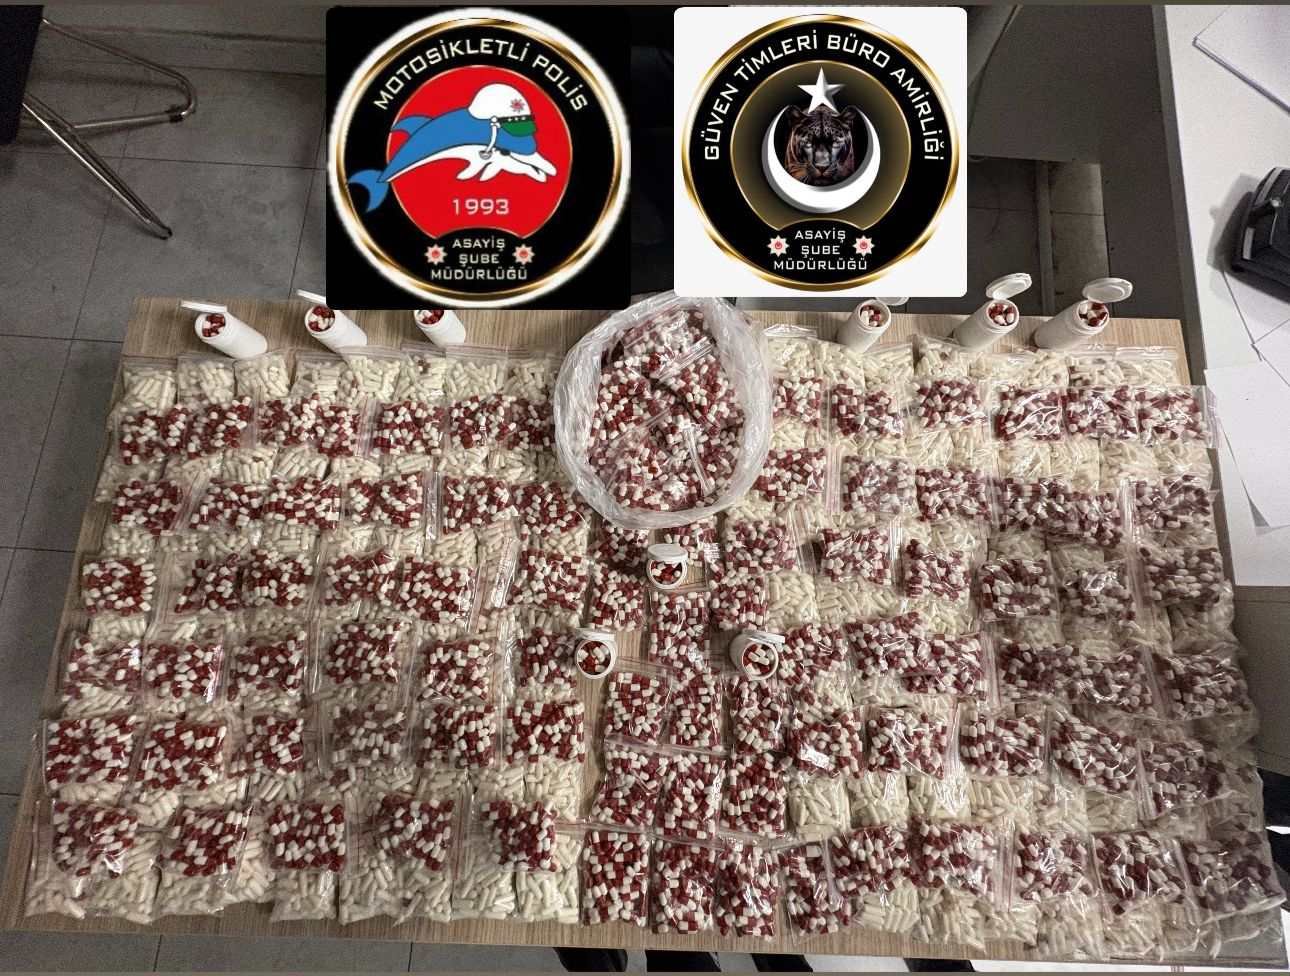 MOTOSİKLETLİ POLİS
1993
ASAYİŞ
ŞUBE
MÜDÜRLÜĞÜ
GÜVEN TİMLERİ BÜRO AMİRLİĞİ
ASAYİŞ
ŞUBE
MÜDÜRLÜĞÜ